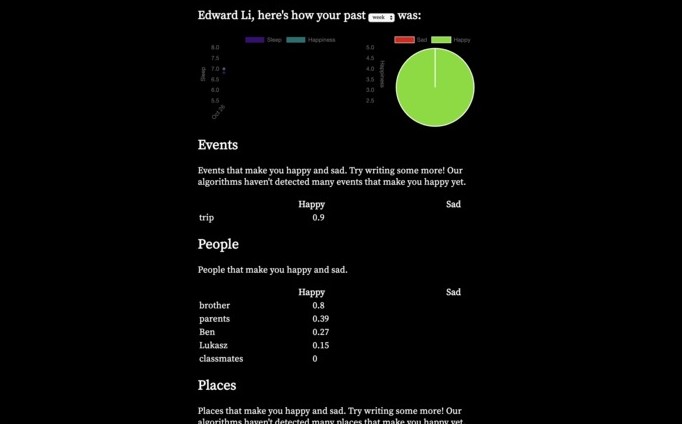 Edward Li, here's how your past week was:
Sleep Happiness
Sad Happy
8.0
7.5
7.0
6.5
6.0
5.5
Sleep
Oct 26
5.0
4.5
4.0
3.5
3.0
2.5
Happiness
Events
Events that make you happy and sad. Try writing some more! Our
algorithms haven't detected many events that make you happy yet.
Happy Sad
trip 0.9
People
People that make you happy and sad.
Happy Sad
brother 0.8
parents 0.39
Ben 0.27
Lukasz 0.15
classmates 0
Places
Places that make you happy and sad. Try writing some more! Our
algorithms haven't detected many places that make you happy yet.